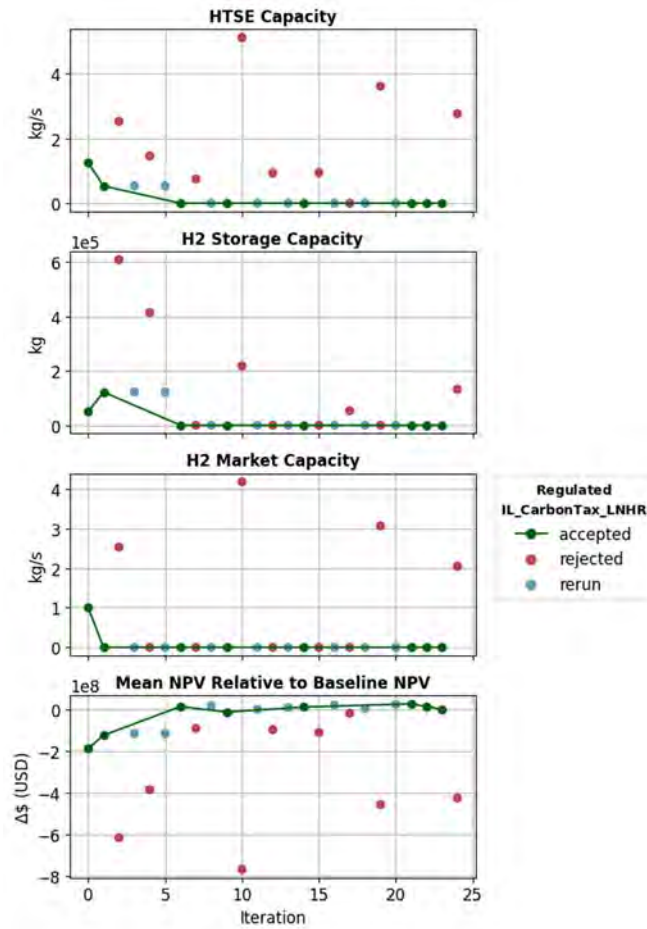 HTSE Capacity
4
2
0
kg/s
1e5
H2 Storage Capacity
6
4
2
0
kg
H2 Market Capacity
4
3
2
1
0
kg/s
Regulated
IL_CarbonTax_LNHR
accepted
rejected
rerun
1e8
Mean NPV Relative to Baseline NPV
0
−2
−4
−6
−8
Δ$ (USD)
0 5 10 15 20 25
Iteration